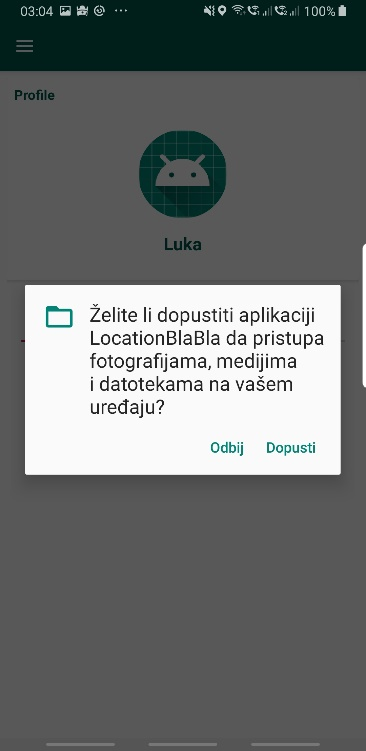 03:04
100%
Profile
Luka
Želite li dopustiti aplikaciji
LocationBlaBla da pristupa
fotografijama, medijima
i datotekama na vašem
uređaju?
Odbij Dopusti